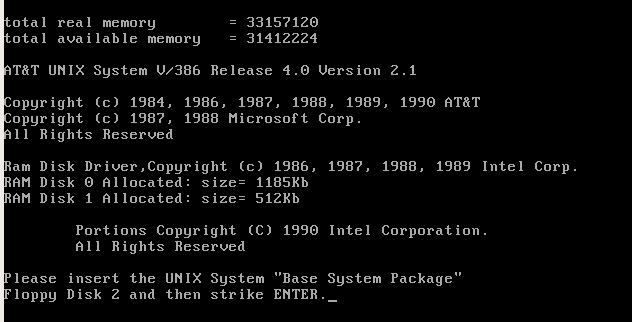 total real memory        = 33157120
total available memory   = 31412224
AT&T UNIX System V/386 Release 4.0 Version 2.1
Copyright (c) 1984, 1986, 1987, 1988, 1989, 1990 AT&T
Copyright (c) 1987, 1988 Microsoft Corp.
All Rights Reserved
Ram Disk Driver,Copyright (c) 1986, 1987, 1988, 1989 Intel Corp.
RAM Disk 0 Allocated: size= 1185Kb
RAM Disk 1 Allocated: size= 512Kb
Portions Copyright (C) 1990 Intel Corporation.
All Rights Reserved
Please insert the UNIX System "Base System Package"
Floppy Disk 2 and then strike ENTER._